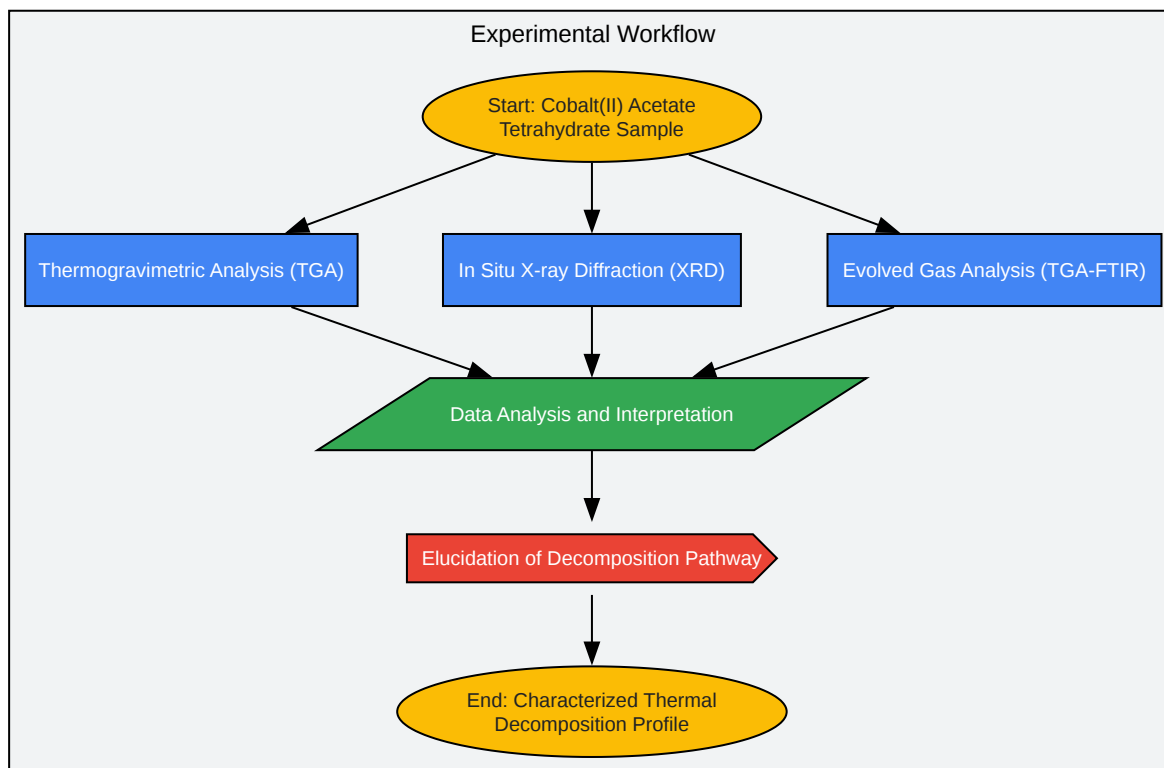 Experimental Workflow
Start: Cobalt(II) Acetate
Tetrahydrate Sample
Thermogravimetric Analysis (TGA)
In Situ X-ray Diffraction (XRD)
Evolved Gas Analysis (TGA-FTIR)
Data Analysis and Interpretation
Elucidation of Decomposition Pathway
End: Characterized Thermal
Decomposition Profile